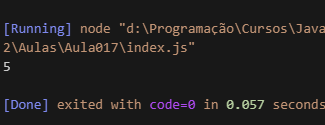 [Running] node "d:\Programação\Cursos\Java
2\Aulas\Aula017\index.js"
5
[Done] exited with code=0 in 0.057 seconds